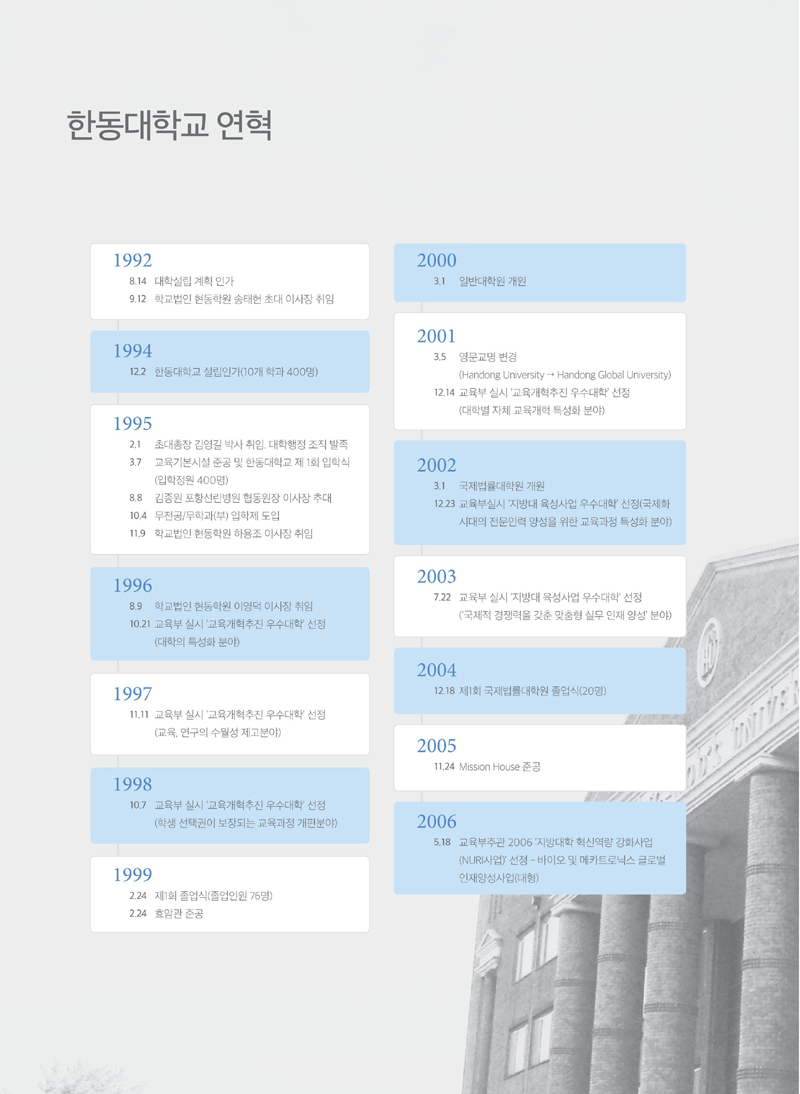 한동대학교 연혁
1992
8.14 대학설립 계획 인가
9.12 학교법인 현동학원 송태헌 초대 이사장 취임
1994
12.2 한동대학교 설립인가(10개 학과 400명)
1995
2.1 초대총장 김영길 박사 취임. 대학행정 조직 발족
3.7 교육기본시설 준공 및 한동대학교 제 1회 입학식
(입학정원 400명)
8.8 김종원 포항선린병원 협동원장 이사장 추대
10.4 무전공/무학과(부) 입학제 도입
11.9 학교법인 현동학원 하용조 이사장 취임
1996
8.9 학교법인 현동학원 이영덕 이사장 취임
10.21 교육부 실시 '교육개혁추진 우수대학' 선정
(대학의 특성화 분야)
1997
11.11 교육부 실시 '교육개혁추진 우수대학' 선정
(교육, 연구의 수월성 제고분야)
1998
10.7 교육부 실시 '교육개혁추진 우수대학' 선정
(학생 선택권이 보장되는 교육과정 개편분야)
1999
2.24 제1회 졸업식(졸업인원 76명)
2.24 효암관 준공
2000
3.1 일반대학원 개원
2001
3.5 영문교명 변경
(Handong University → Handong Global University)
12.14 교육부 실시 '교육개혁추진 우수대학' 선정
(대학별 자체 교육개혁 특성화 분야)
2002
3.1 국제법률대학원 개원
12.23 교육부실시 '지방대 육성사업 우수대학' 선정(국제화
시대의 전문인력 양성을 위한 교육과정 특성화 분야)
2003
7.22 교육부 실시 '지방대 육성사업 우수대학' 선정
('국제적 경쟁력을 갖춘 맞춤형 실무 인재 양성' 분야)
2004
12.18 제1회 국제법률대학원 졸업식(20명)
2005
11.24 Mission House 준공
2006
5.18 교육부주관 2006 '지방대학 혁신역량 강화사업
(NURI사업)' 선정 - 바이오 및 메카트로닉스 글로벌
인재양성사업(대형)